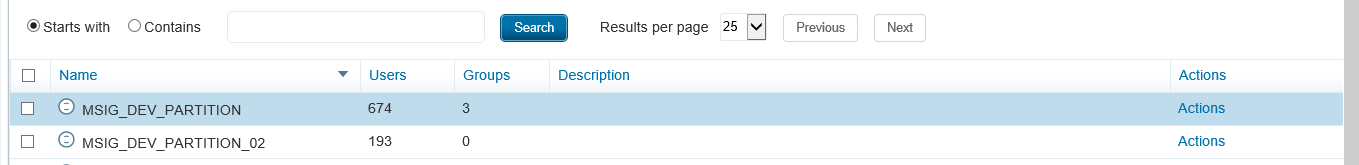 Starts with Contains Search Results per page 25 Previous Next
Name Users Groups Description Actions
MSIG_DEV_PARTITION 674 3 Actions
MSIG_DEV_PARTITION_02 193 0 Actions